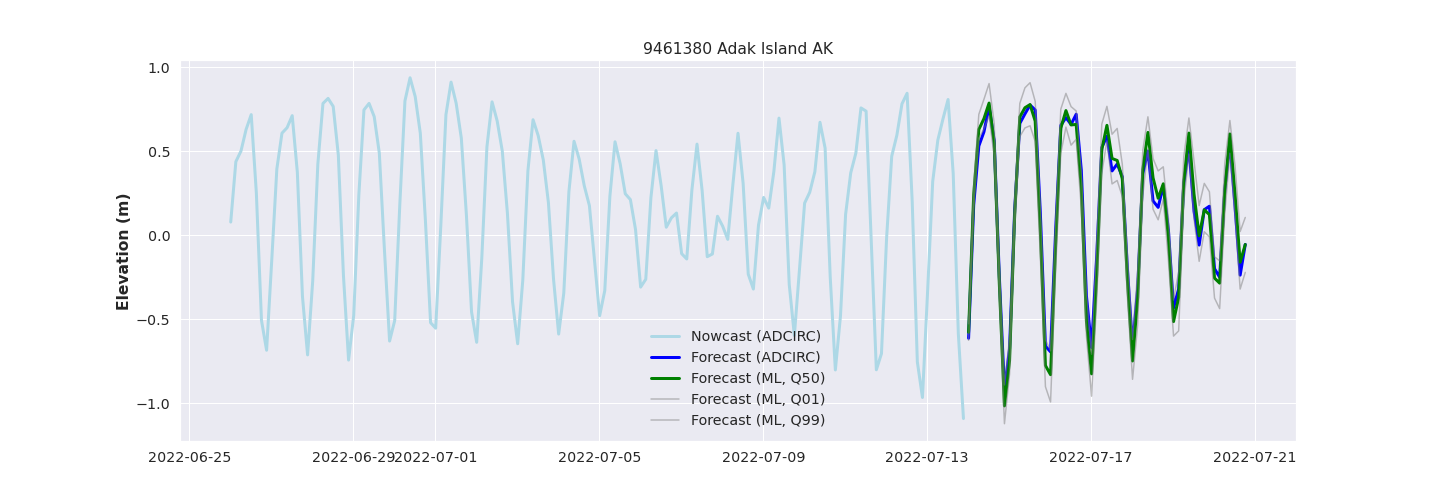 9461380 Adak Island AK
Elevation (m)
1.0
0.5
0.0
−0.5
−1.0
Nowcast (ADCIRC)
Forecast (ADCIRC)
Forecast (ML, Q50)
Forecast (ML, Q01)
Forecast (ML, Q99)
2022-06-25 2022-06-29 2022-07-01 2022-07-05 2022-07-09 2022-07-13 2022-07-17 2022-07-21